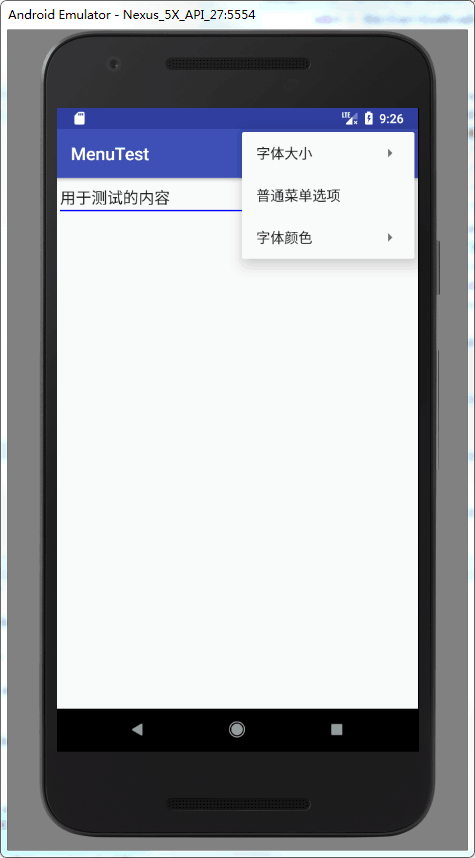 Android Emulator - Nexus_5X_API_27:5554
LTE 9:26
MenuTest
字体大小
用于测试的内容
普通菜单选项
字体颜色